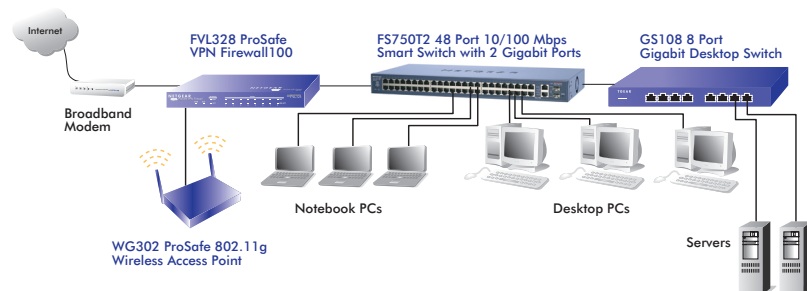 Internet
FVL328 ProSafe
VPN Firewall100
FS750T2 48 Port 10/100 Mbps
Smart Switch with 2 Gigabit Ports
GS108 8 Port
Gigabit Desktop Switch
NETGEAR
Broadband
Modem
Notebook PCs
Desktop PCs
WG302 ProSafe 802.11g
Wireless Access Point
Servers